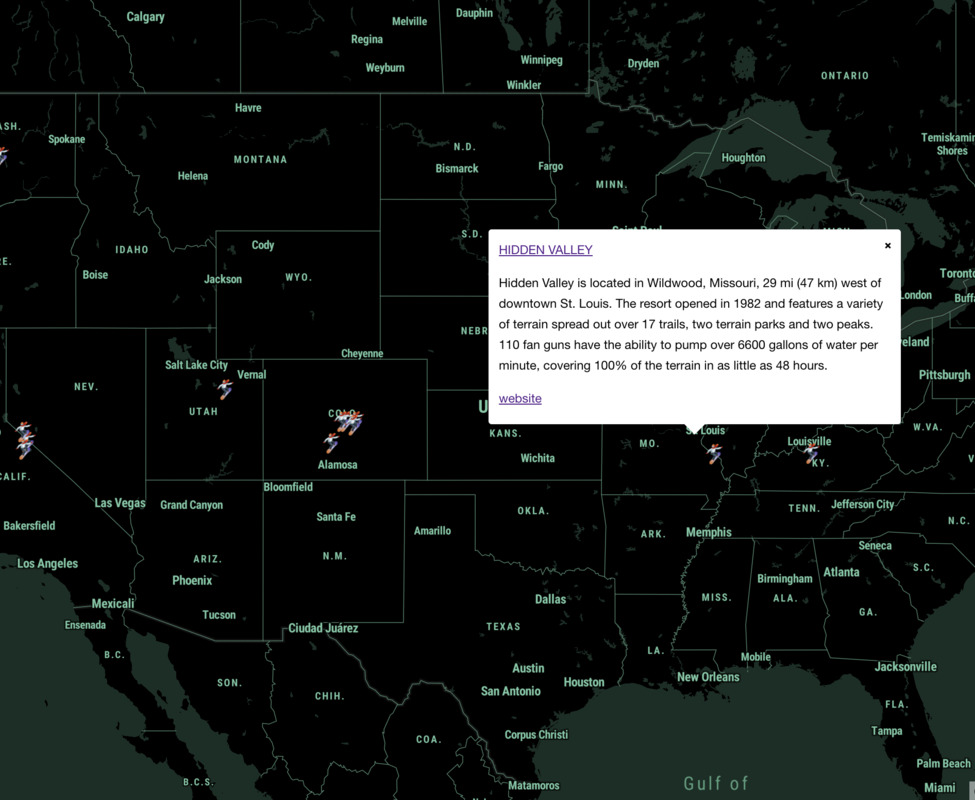 Calgary
Melville
Dauphin
Regina
Weyburn
Winnipeg
Winkler
Dryden
ONTARIO
Havre
ASH.
Spokane
MONTANA
Helena
N.D.
Bismarck
Fargo
MINN.
Houghton
Temiskaming
Shores
IDAHO
Cody
S.D.
Boise
Jackson
WYO.
Toronto
London
Buff
HIDDEN VALLEY
×
Hidden Valley is located in Wildwood, Missouri, 29 mi (47 km) west of
downtown St. Louis. The resort opened in 1982 and features a variety
of terrain spread out over 17 trails, two terrain parks and two peaks.
110 fan guns have the ability to pump over 6600 gallons of water per
minute, covering 100% of the terrain in as little as 48 hours.
website
NEBR
Cheyenne
Salt Lake City
Vernal
NEV.
UTAH
COLO.
U
Pittsburgh
KANS.
St Louis
MO.
Louisville
KY.
W.VA.
Alamosa
Wichita
CALIF.
Bloomfield
Las Vegas
Grand Canyon
Santa Fe
Amarillo
OKLA.
ARK.
Memphis
TENN.
Jefferson City
N.C.
Bakersfield
Los Angeles
ARIZ.
N.M.
Phoenix
Seneca
Atlanta
S.C.
Birmingham
ALA.
MISS.
GA.
Mexicali
Ensenada
Tucson
Ciudad Juárez
Dallas
TEXAS
B.C.
SON.
CHIH.
Austin
San Antonio
Houston
LA.
New Orleans
Mobile
Jacksonville
FLA.
Tampa
COA.
Corpus Christi
Palm Beach
Miami
B.C.S.
Matamoros
Gulf of